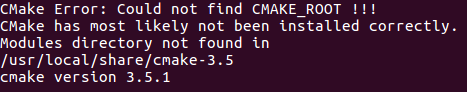 CMake Error: Could not find CMAKE_ROOT !!!
CMake has most likely not been installed correctly.
Modules directory not found in
/usr/local/share/cmake-3.5
cmake version 3.5.1